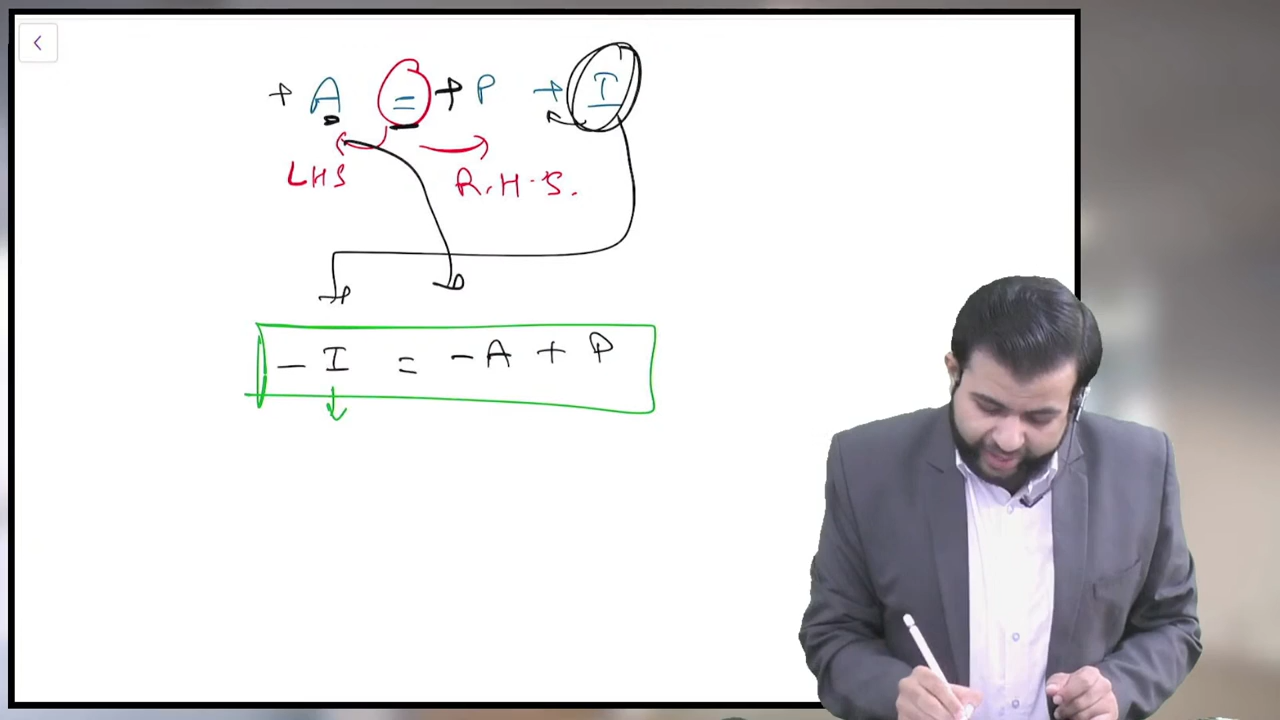 + A = + P + I
LHS R.H.S.
- I = - A + P